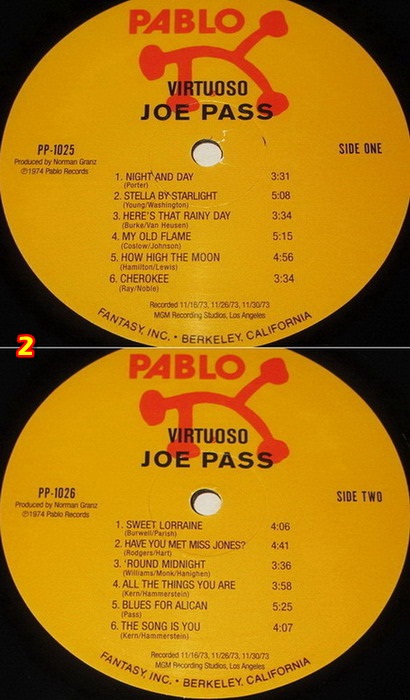 PABLO
VIRTUOSO
JOE PASS
PP-1025
SIDE ONE
Produced by Norman Granz
℗1974 Pablo Records
1. NIGHT AND DAY 3:31
(Porter)
2. STELLA BY STARLIGHT 5:08
(Young/Washington)
3. HERE'S THAT RAINY DAY 3:34
(Burke/Van Heusen)
4. MY OLD FLAME 5:15
(Coslow/Johnson)
5. HOW HIGH THE MOON 4:56
(Hamilton/Lewis)
6. CHEROKEE 3:34
(Ray/Noble)
Recorded 11/16/73, 11/26/73, 11/30/73
MGM Recording Studios, Los Angeles
FANTASY, INC. • BERKELEY, CALIFORNIA
2
PABLO
VIRTUOSO
JOE PASS
PP-1026
SIDE TWO
Produced by Norman Granz
℗1974 Pablo Records
1. SWEET LORRAINE 4:06
(Burwell/Parish)
2. HAVE YOU MET MISS JONES? 4:41
(Rodgers/Hart)
3. 'ROUND MIDNIGHT 3:36
(Williams/Monk/Hanighen)
4. ALL THE THINGS YOU ARE 3:58
(Kern/Hammerstein)
5. BLUES FOR ALICAN 5:25
(Pass)
6. THE SONG IS YOU 4:07
(Kern/Hammerstein)
Recorded 11/16/73, 11/26/73, 11/30/73
MGM Recording Studios, Los Angeles
FANTASY, INC. • BERKELEY, CALIFORNIA